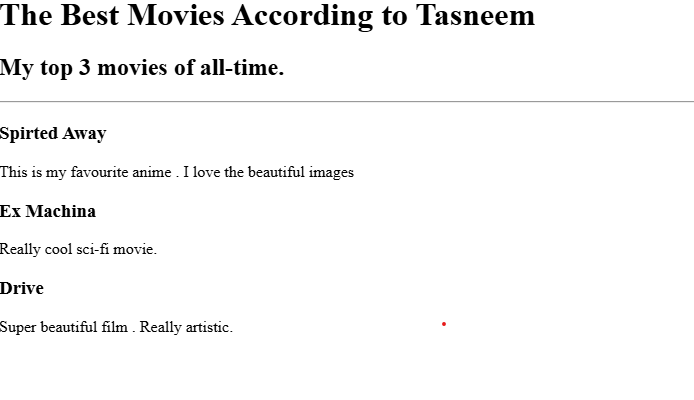 The Best Movies According to Tasneem
My top 3 movies of all-time.
Spirted Away
This is my favourite anime . I love the beautiful images
Ex Machina
Really cool sci-fi movie.
Drive
Super beautiful film . Really artistic.